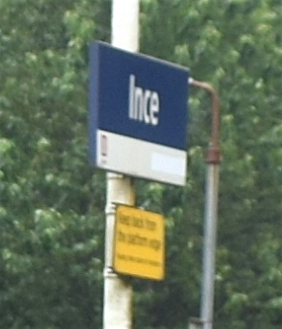 Ince
Keep back from
the platform edge